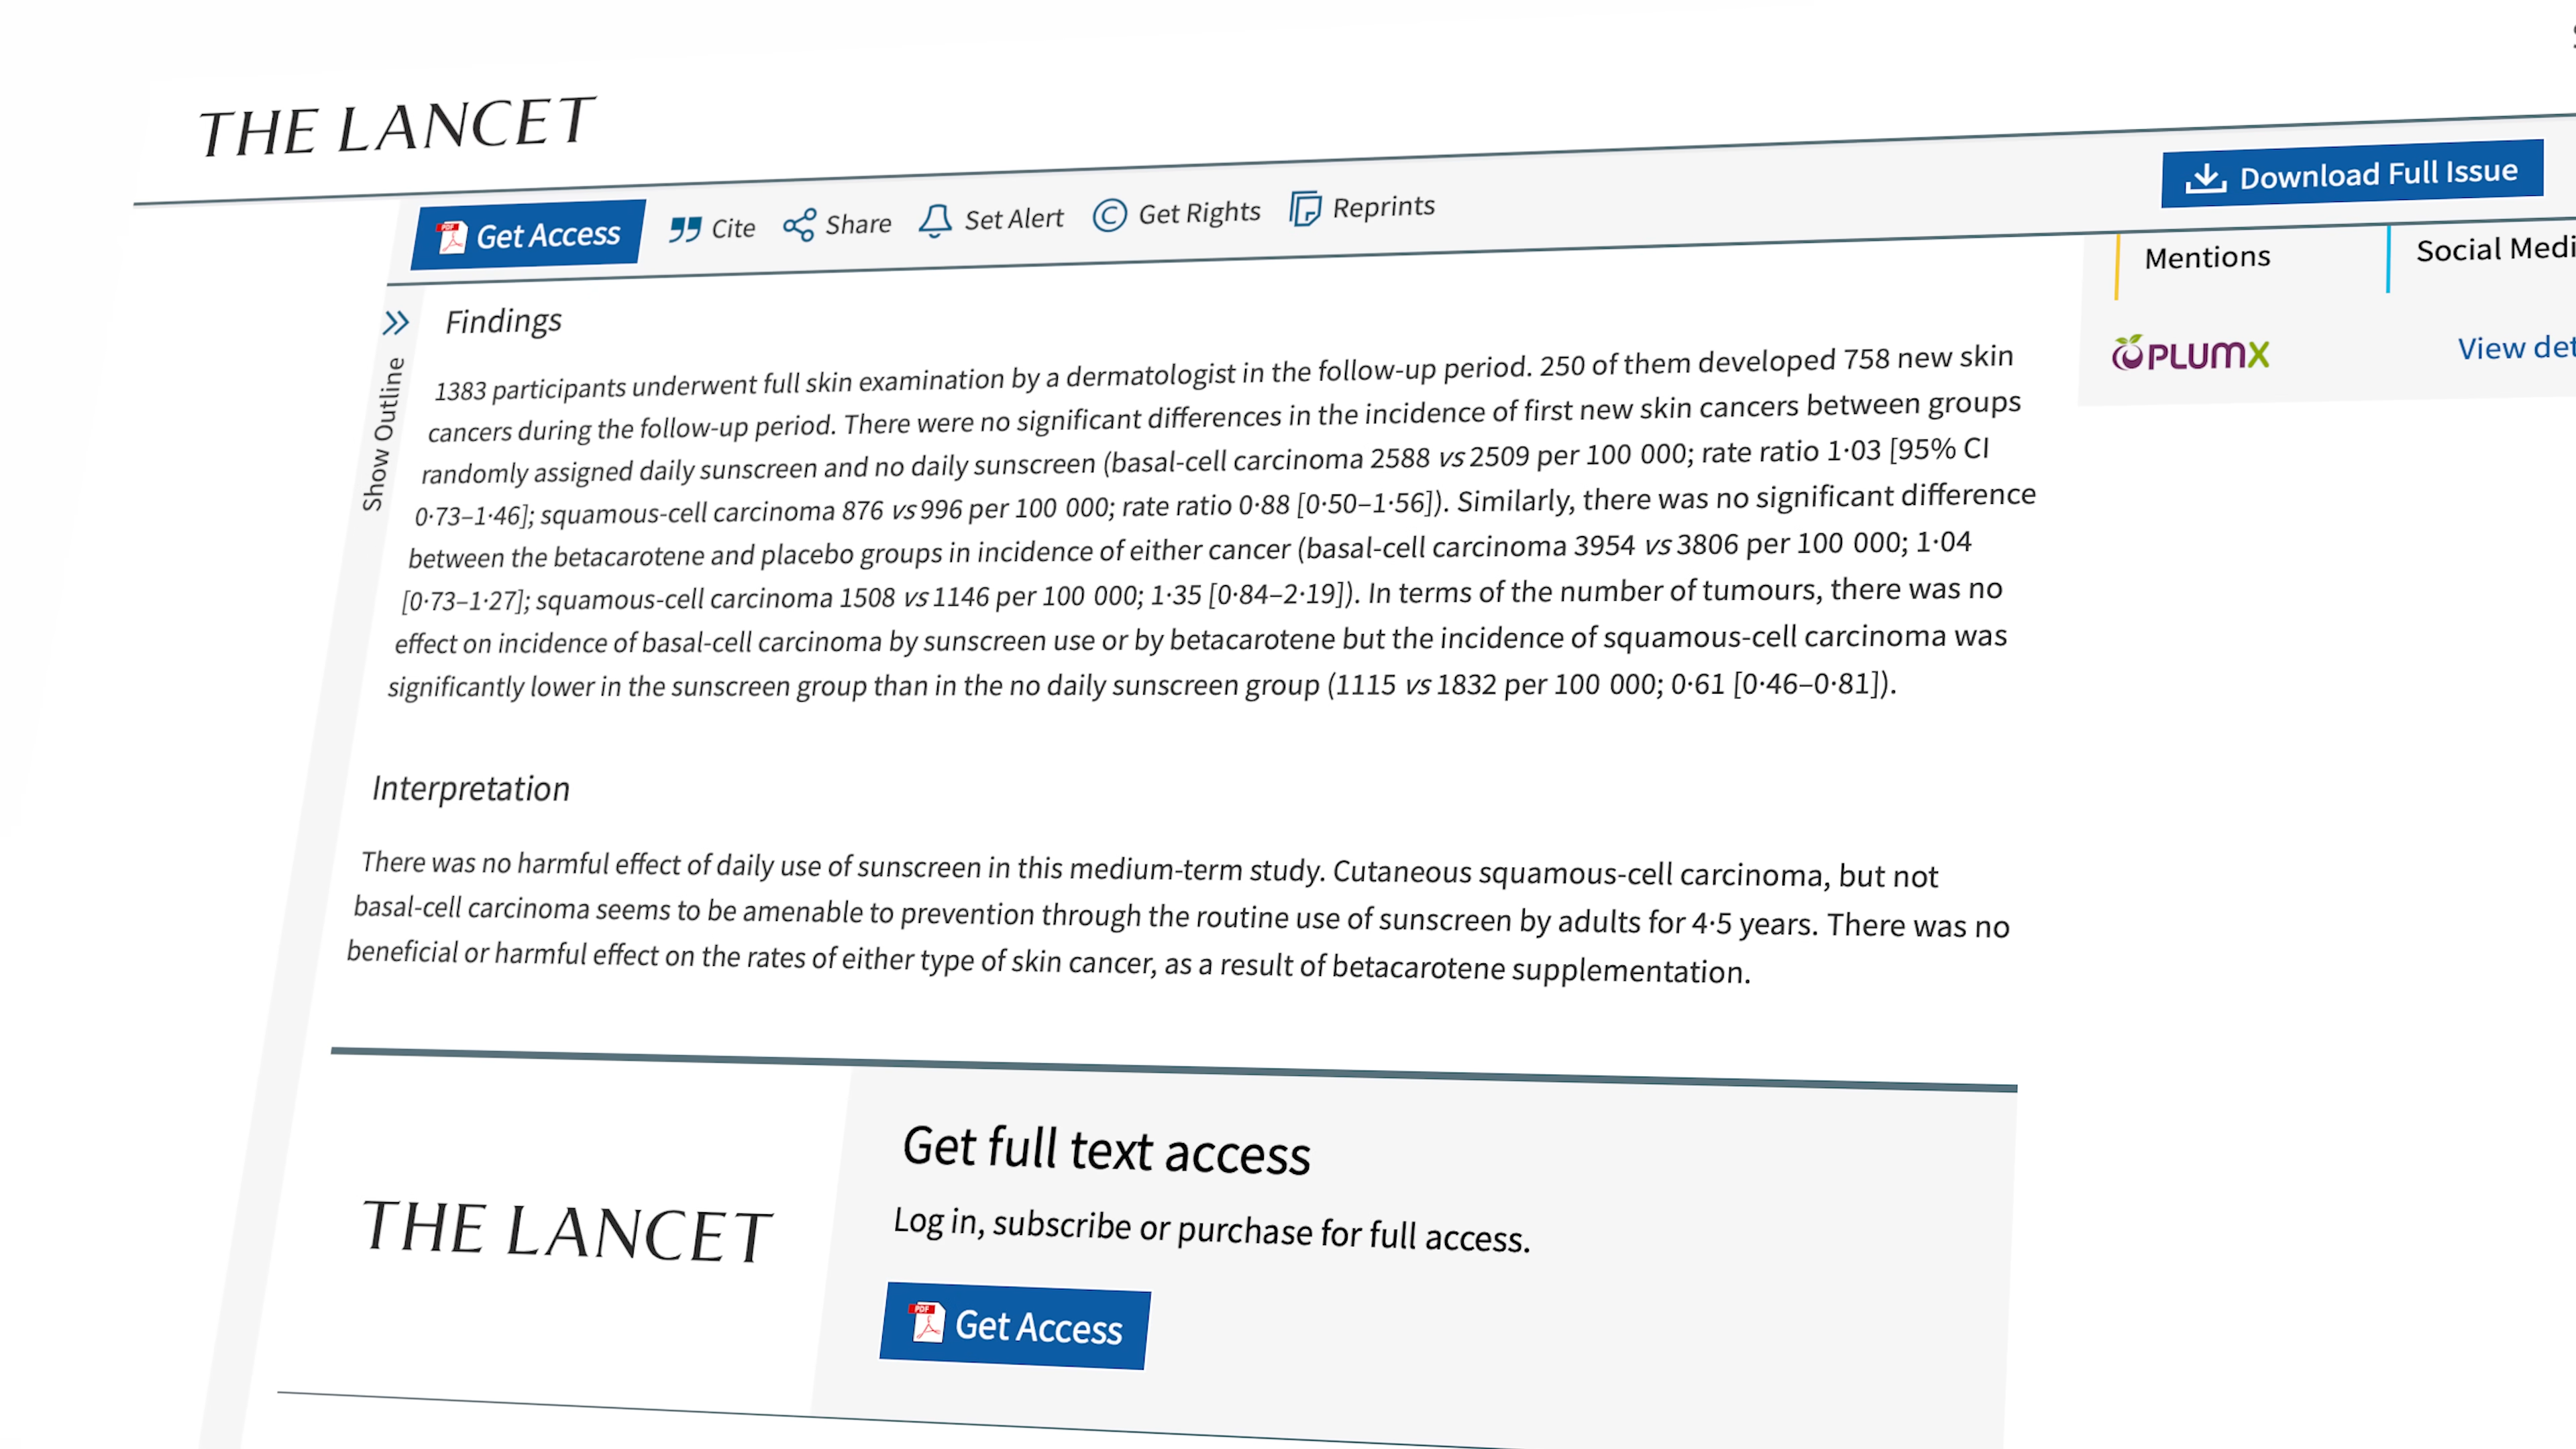 THE LANCET
Download Full Issue
Get Access
Cite
Share
Set Alert
Get Rights
Reprints
Mentions
Social Medi
PLUMX
View det
Show Outline
Findings
1383 participants underwent full skin examination by a dermatologist in the follow-up period. 250 of them developed 758 new skin
cancers during the follow-up period. There were no significant differences in the incidence of first new skin cancers between groups
randomly assigned daily sunscreen and no daily sunscreen (basal-cell carcinoma 2588 vs 2509 per 100 000; rate ratio 1·03 [95% CI
0·73–1·46]; squamous-cell carcinoma 876 vs 996 per 100 000; rate ratio 0·88 [0·50–1·56]). Similarly, there was no significant difference
between the betacarotene and placebo groups in incidence of either cancer (basal-cell carcinoma 3954 vs 3806 per 100 000; 1·04
[0·73–1·27]; squamous-cell carcinoma 1508 vs 1146 per 100 000; 1·35 [0·84–2·19]). In terms of the number of tumours, there was no
effect on incidence of basal-cell carcinoma by sunscreen use or by betacarotene but the incidence of squamous-cell carcinoma was
significantly lower in the sunscreen group than in the no daily sunscreen group (1115 vs 1832 per 100 000; 0·61 [0·46–0·81]).
Interpretation
There was no harmful effect of daily use of sunscreen in this medium-term study. Cutaneous squamous-cell carcinoma, but not
basal-cell carcinoma seems to be amenable to prevention through the routine use of sunscreen by adults for 4·5 years. There was no
beneficial or harmful effect on the rates of either type of skin cancer, as a result of betacarotene supplementation.
THE LANCET
Get full text access
Log in, subscribe or purchase for full access.
PDF
Get Access